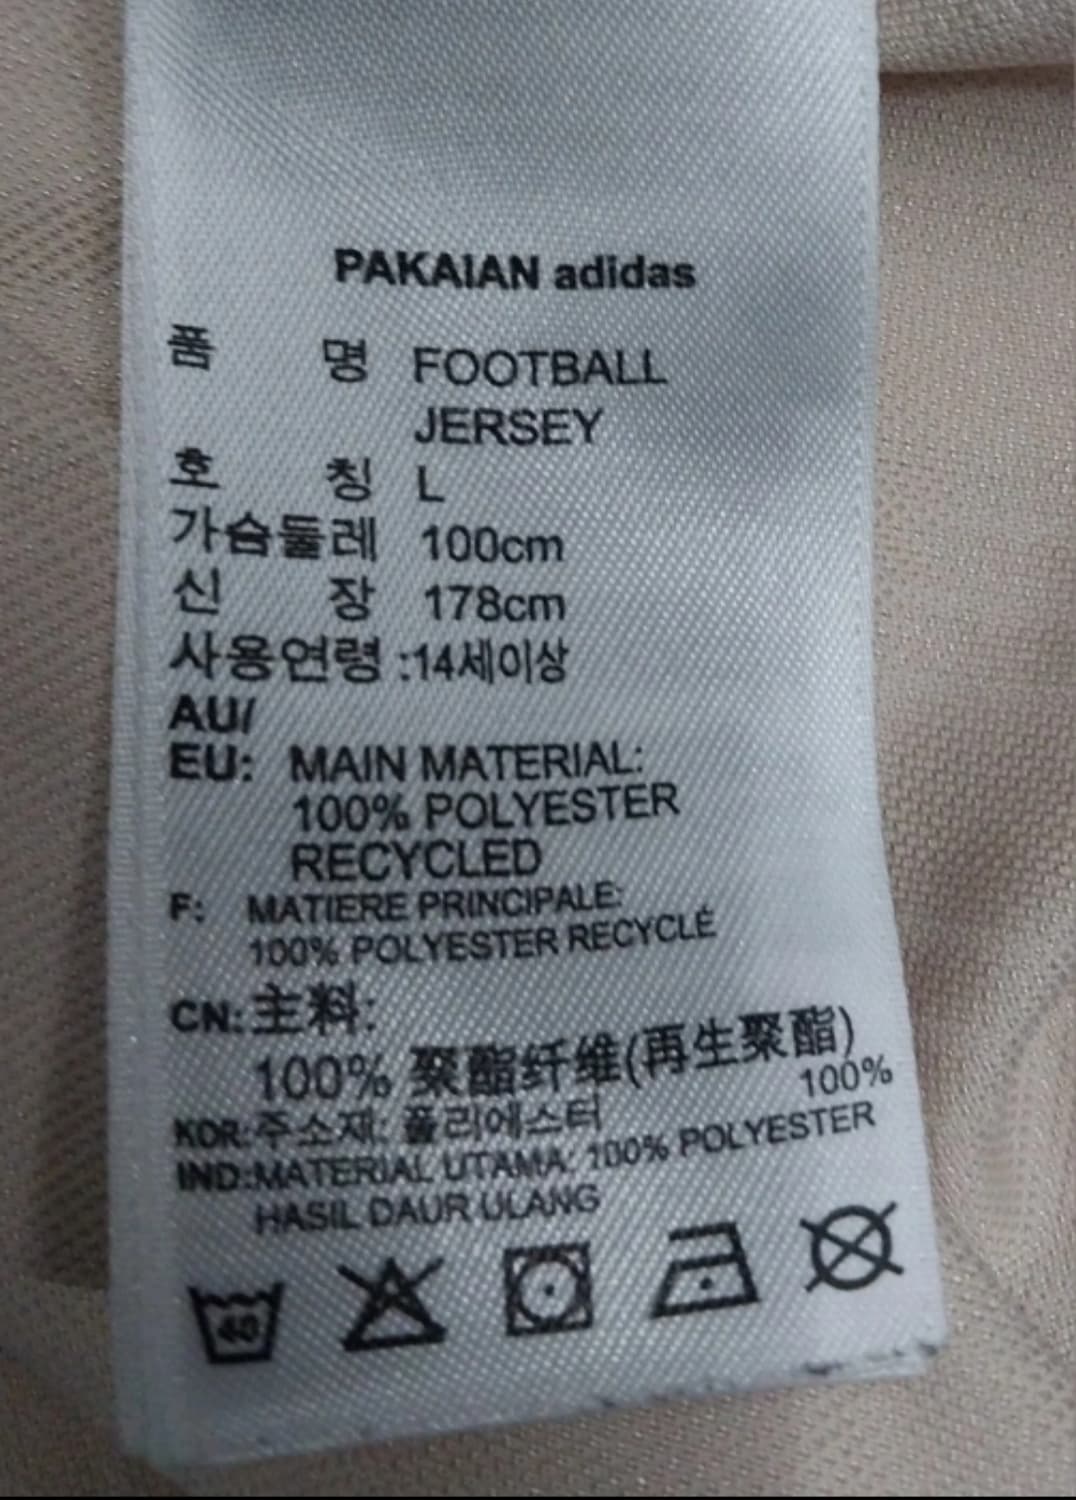 PAKAIAN adidas
품 명 FOOTBALL
JERSEY
호 칭 L
가슴둘레 100cm
신 장 178cm
사용연령 :14세이상
AU/
EU: MAIN MATERIAL:
100% POLYESTER
RECYCLED
F: MATIERE PRINCIPALE:
100% POLYESTER RECYCLÉ
CN:主料:
100% 聚酯纤维(再生聚酯)
100%
KOR:주소재: 폴리에스터
IND:MATERIAL UTAMA: 100% POLYESTER
HASIL DAUR ULANG
40